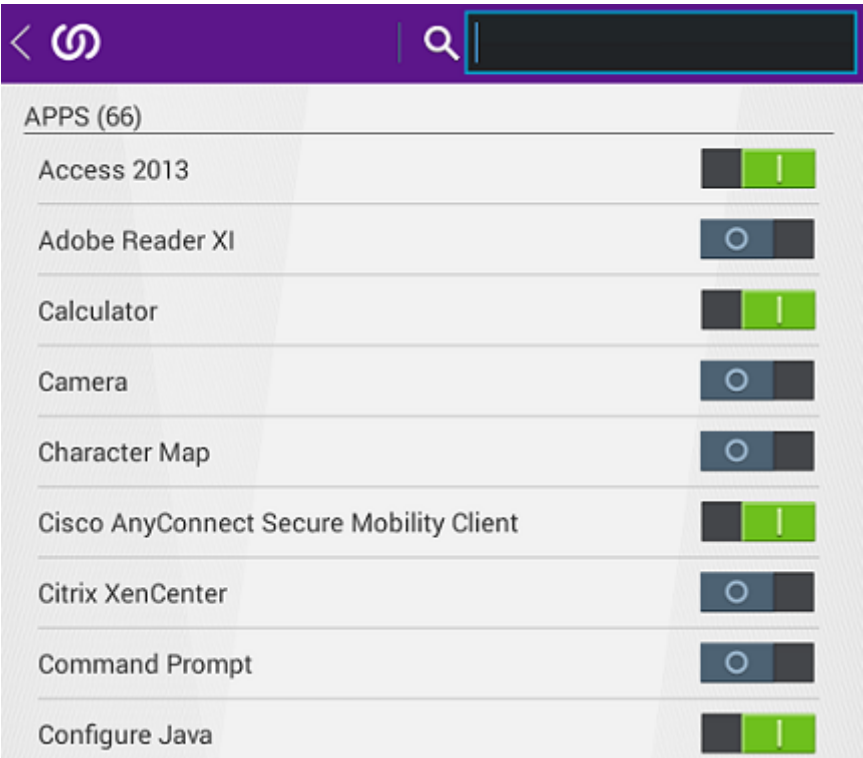 APPS (66)
Access 2013
Adobe Reader XI
Calculator
Camera
Character Map
Cisco AnyConnect Secure Mobility Client
Citrix XenCenter
Command Prompt
Configure Java